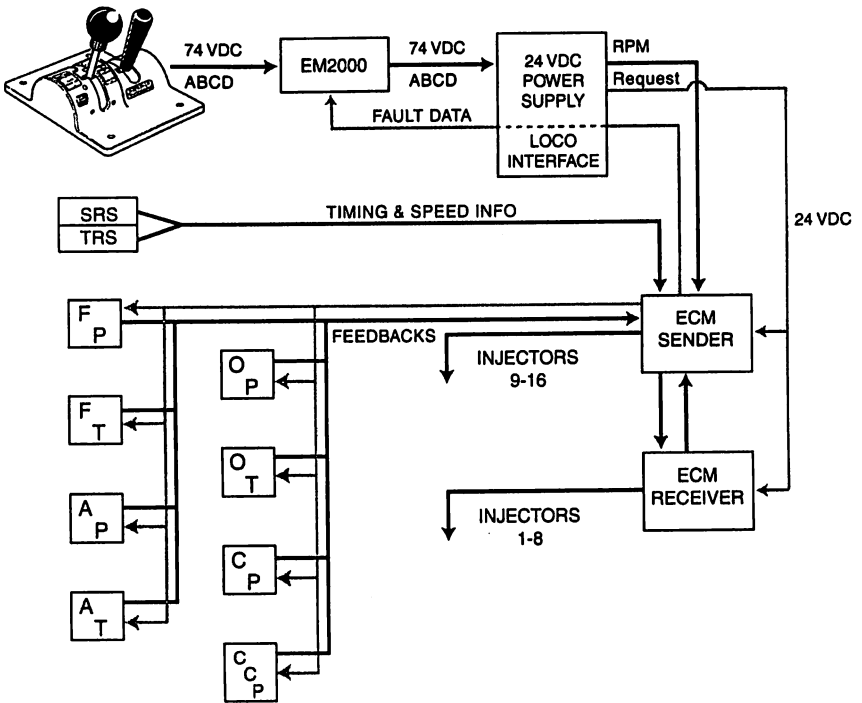 74 VDC
ABCD
EM2000
74 VDC
ABCD
24 VDC
POWER
SUPPLY
LOCO
INTERFACE
RPM
Request
FAULT DATA
SRS
TRS
TIMING & SPEED INFO
24 VDC
F
P
FEEDBACKS
ECM
SENDER
INJECTORS
9-16
O
P
F
T
O
T
ECM
RECEIVER
INJECTORS
1-8
A
P
C
P
A
T
C
C
P